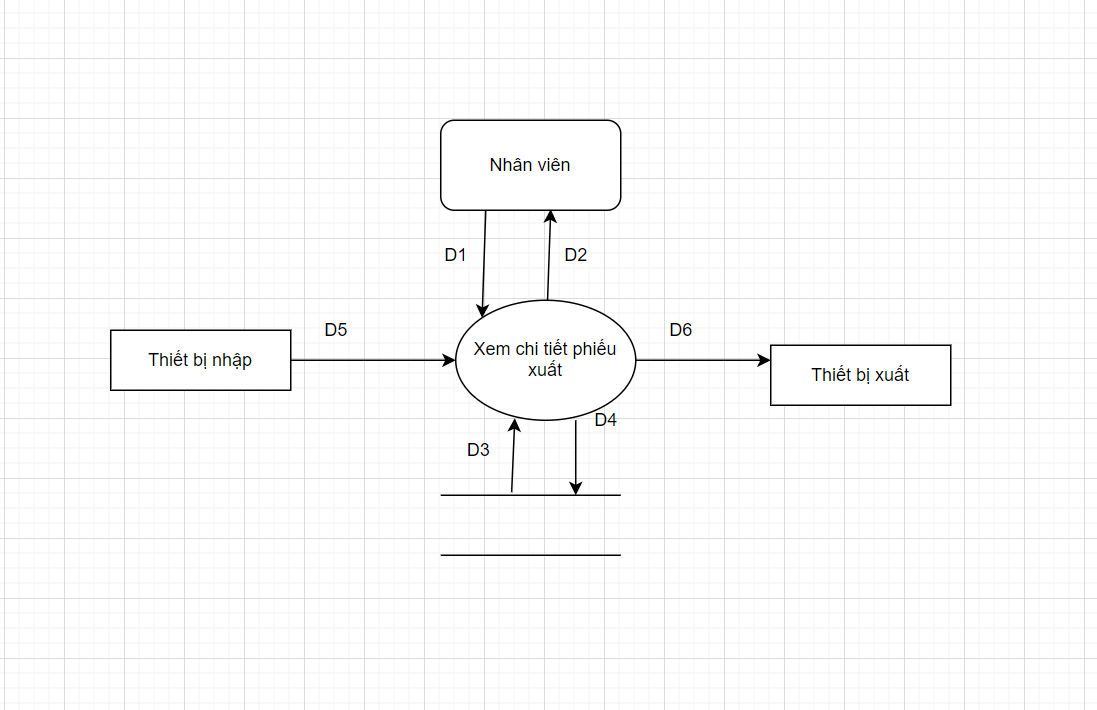 Nhân viên
D1
D2
D5
D6
Thiết bị nhập
Xem chi tiết phiếu
xuất
Thiết bị xuất
D4
D3